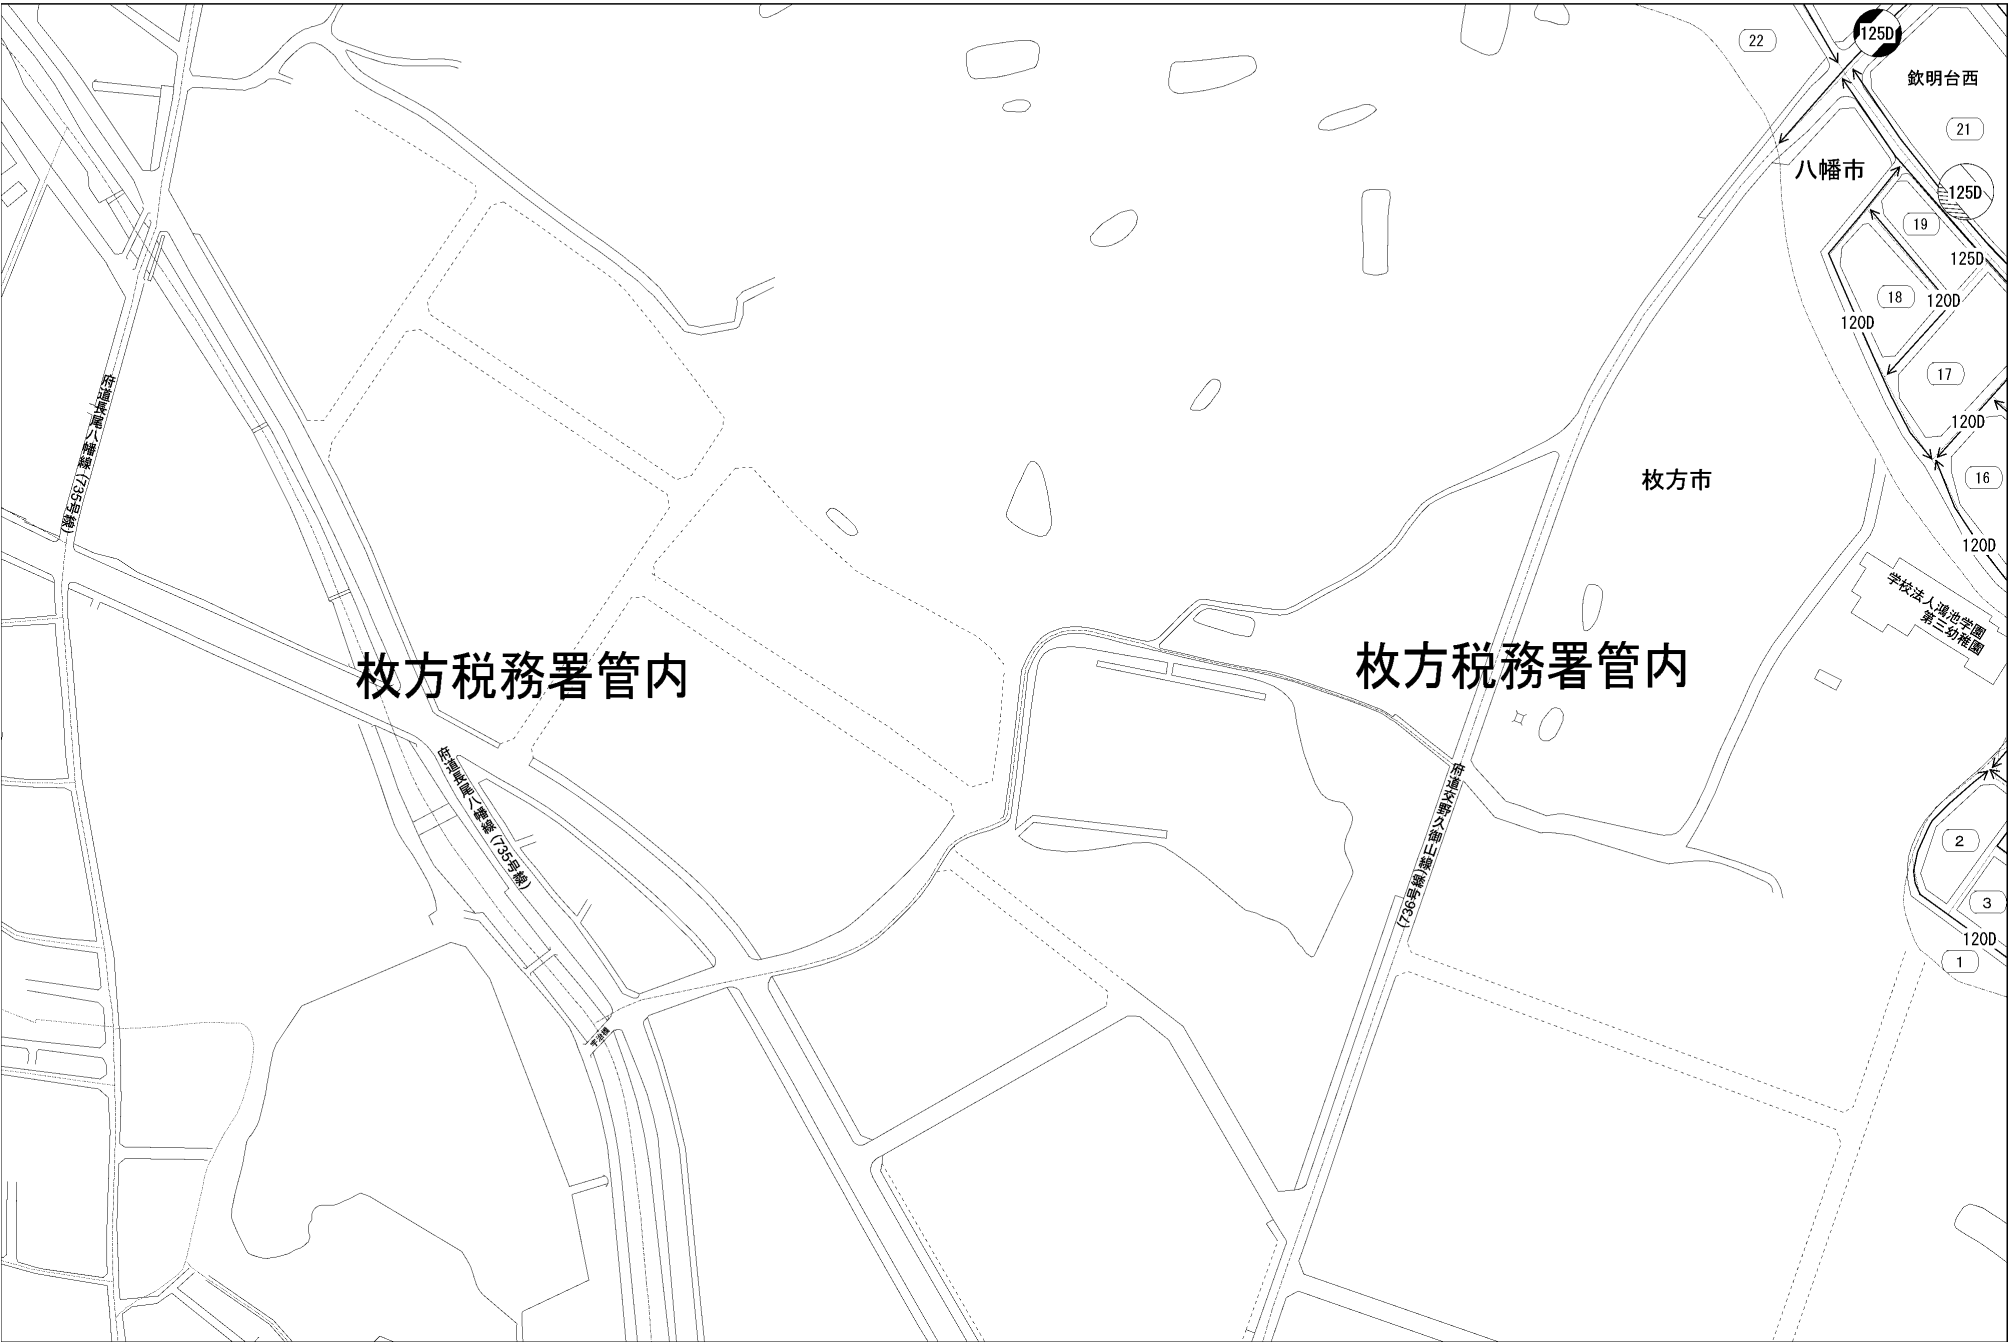 22
125D
欽明台西
21
八幡市
125D
19
125D
18
120D
120D
17
120D
16
120D
枚方市
府道長尾八幡線(735号線)
学校法人鴻池学園
第三幼稚園
枚方税務署管内
枚方税務署管内
府道長尾八幡線(735号線)
府道交野久御山線
(736号線)
2
3
120D
1